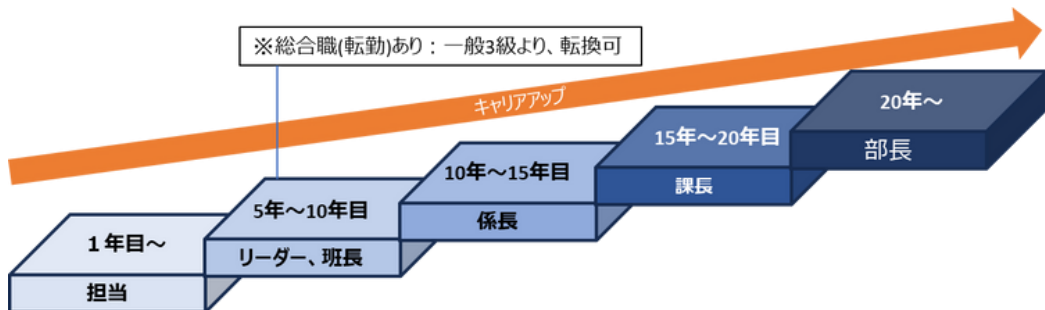 ※総合職(転勤)あり：一般3級より、転換可
キャリアアップ
20年～
部長
15年～20年目
課長
10年～15年目
係長
5年～10年目
リーダー、班長
１年目～
担当